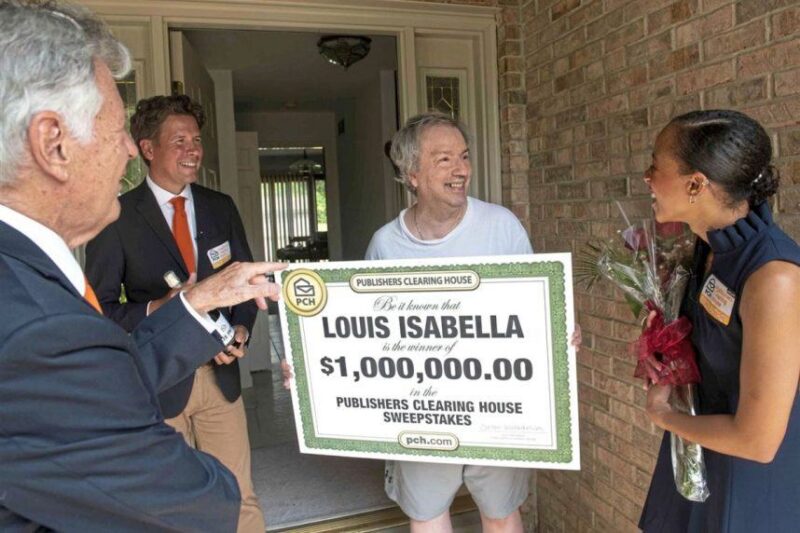 PUBLISHERS CLEARING HOUSE
PCH
Be it known that
LOUIS ISABELLA
is the winner of
$1,000,000.00
in the
PUBLISHERS CLEARING HOUSE
SWEEPSTAKES
pch.com